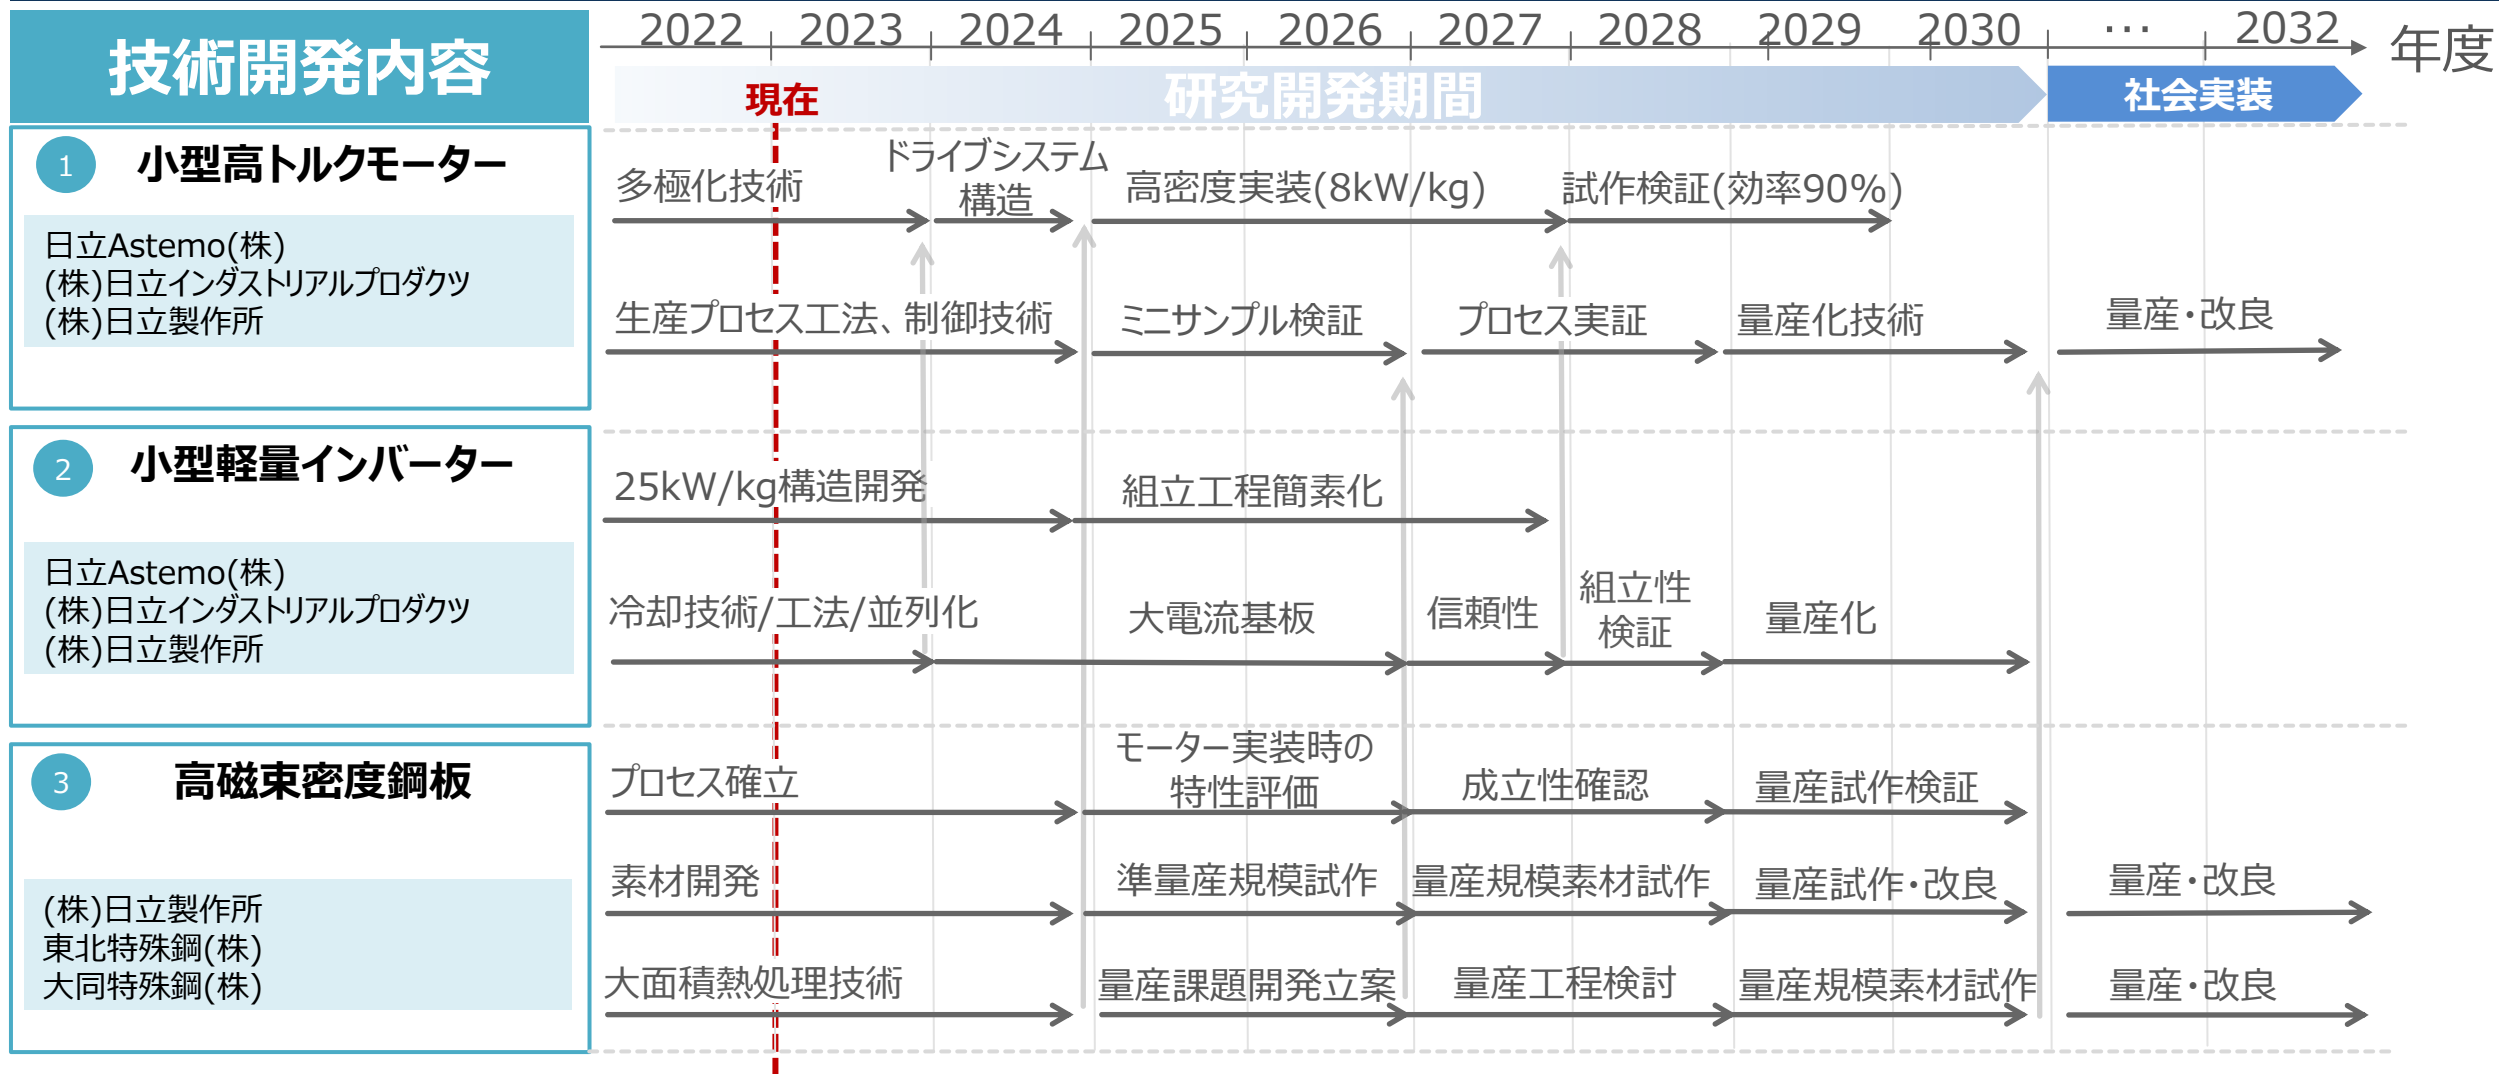 技術開発内容
2022 2023 2024 2025 2026 2027 2028 2029 2030 … 2032 年度
現在
研究開発期間
社会実装
1 小型高トルクモーター
日立Astemo(株)
(株)日立インダストリアルプロダクツ
(株)日立製作所
多極化技術
ドライブシステム
構造
高密度実装(8kW/kg)
試作検証(効率90%)
生産プロセス工法、制御技術
ミニサンプル検証
プロセス実証
量産化技術
量産・改良
2 小型軽量インバーター
日立Astemo(株)
(株)日立インダストリアルプロダクツ
(株)日立製作所
25kW/kg構造開発
組立工程簡素化
冷却技術/工法/並列化
大電流基板
信頼性
組立性
検証
量産化
3 高磁束密度鋼板
(株)日立製作所
東北特殊鋼(株)
大同特殊鋼(株)
プロセス確立
モーター実装時の
特性評価
成立性確認
量産試作検証
素材開発
準量産規模試作
量産規模素材試作
量産試作・改良
量産・改良
大面積熱処理技術
量産課題開発立案
量産工程検討
量産規模素材試作
量産・改良